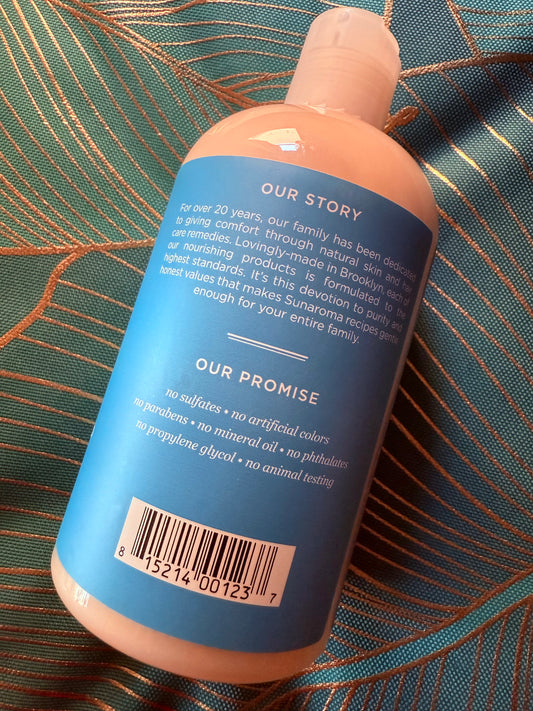 OUR STORY
For over 20 years, our family has been dedicated
to giving comfort through natural skin and hair
care remedies. Lovingly-made in Brooklyn, each of
our nourishing products is formulated to the
highest standards. It's this devotion to purity and
honest values that makes Sunaroma recipes gentle
enough for your entire family.
OUR PROMISE
no sulfates • no artificial colors
no parabens • no mineral oil • no phthalates
no propylene glycol • no animal testing
8 15214 00123 7